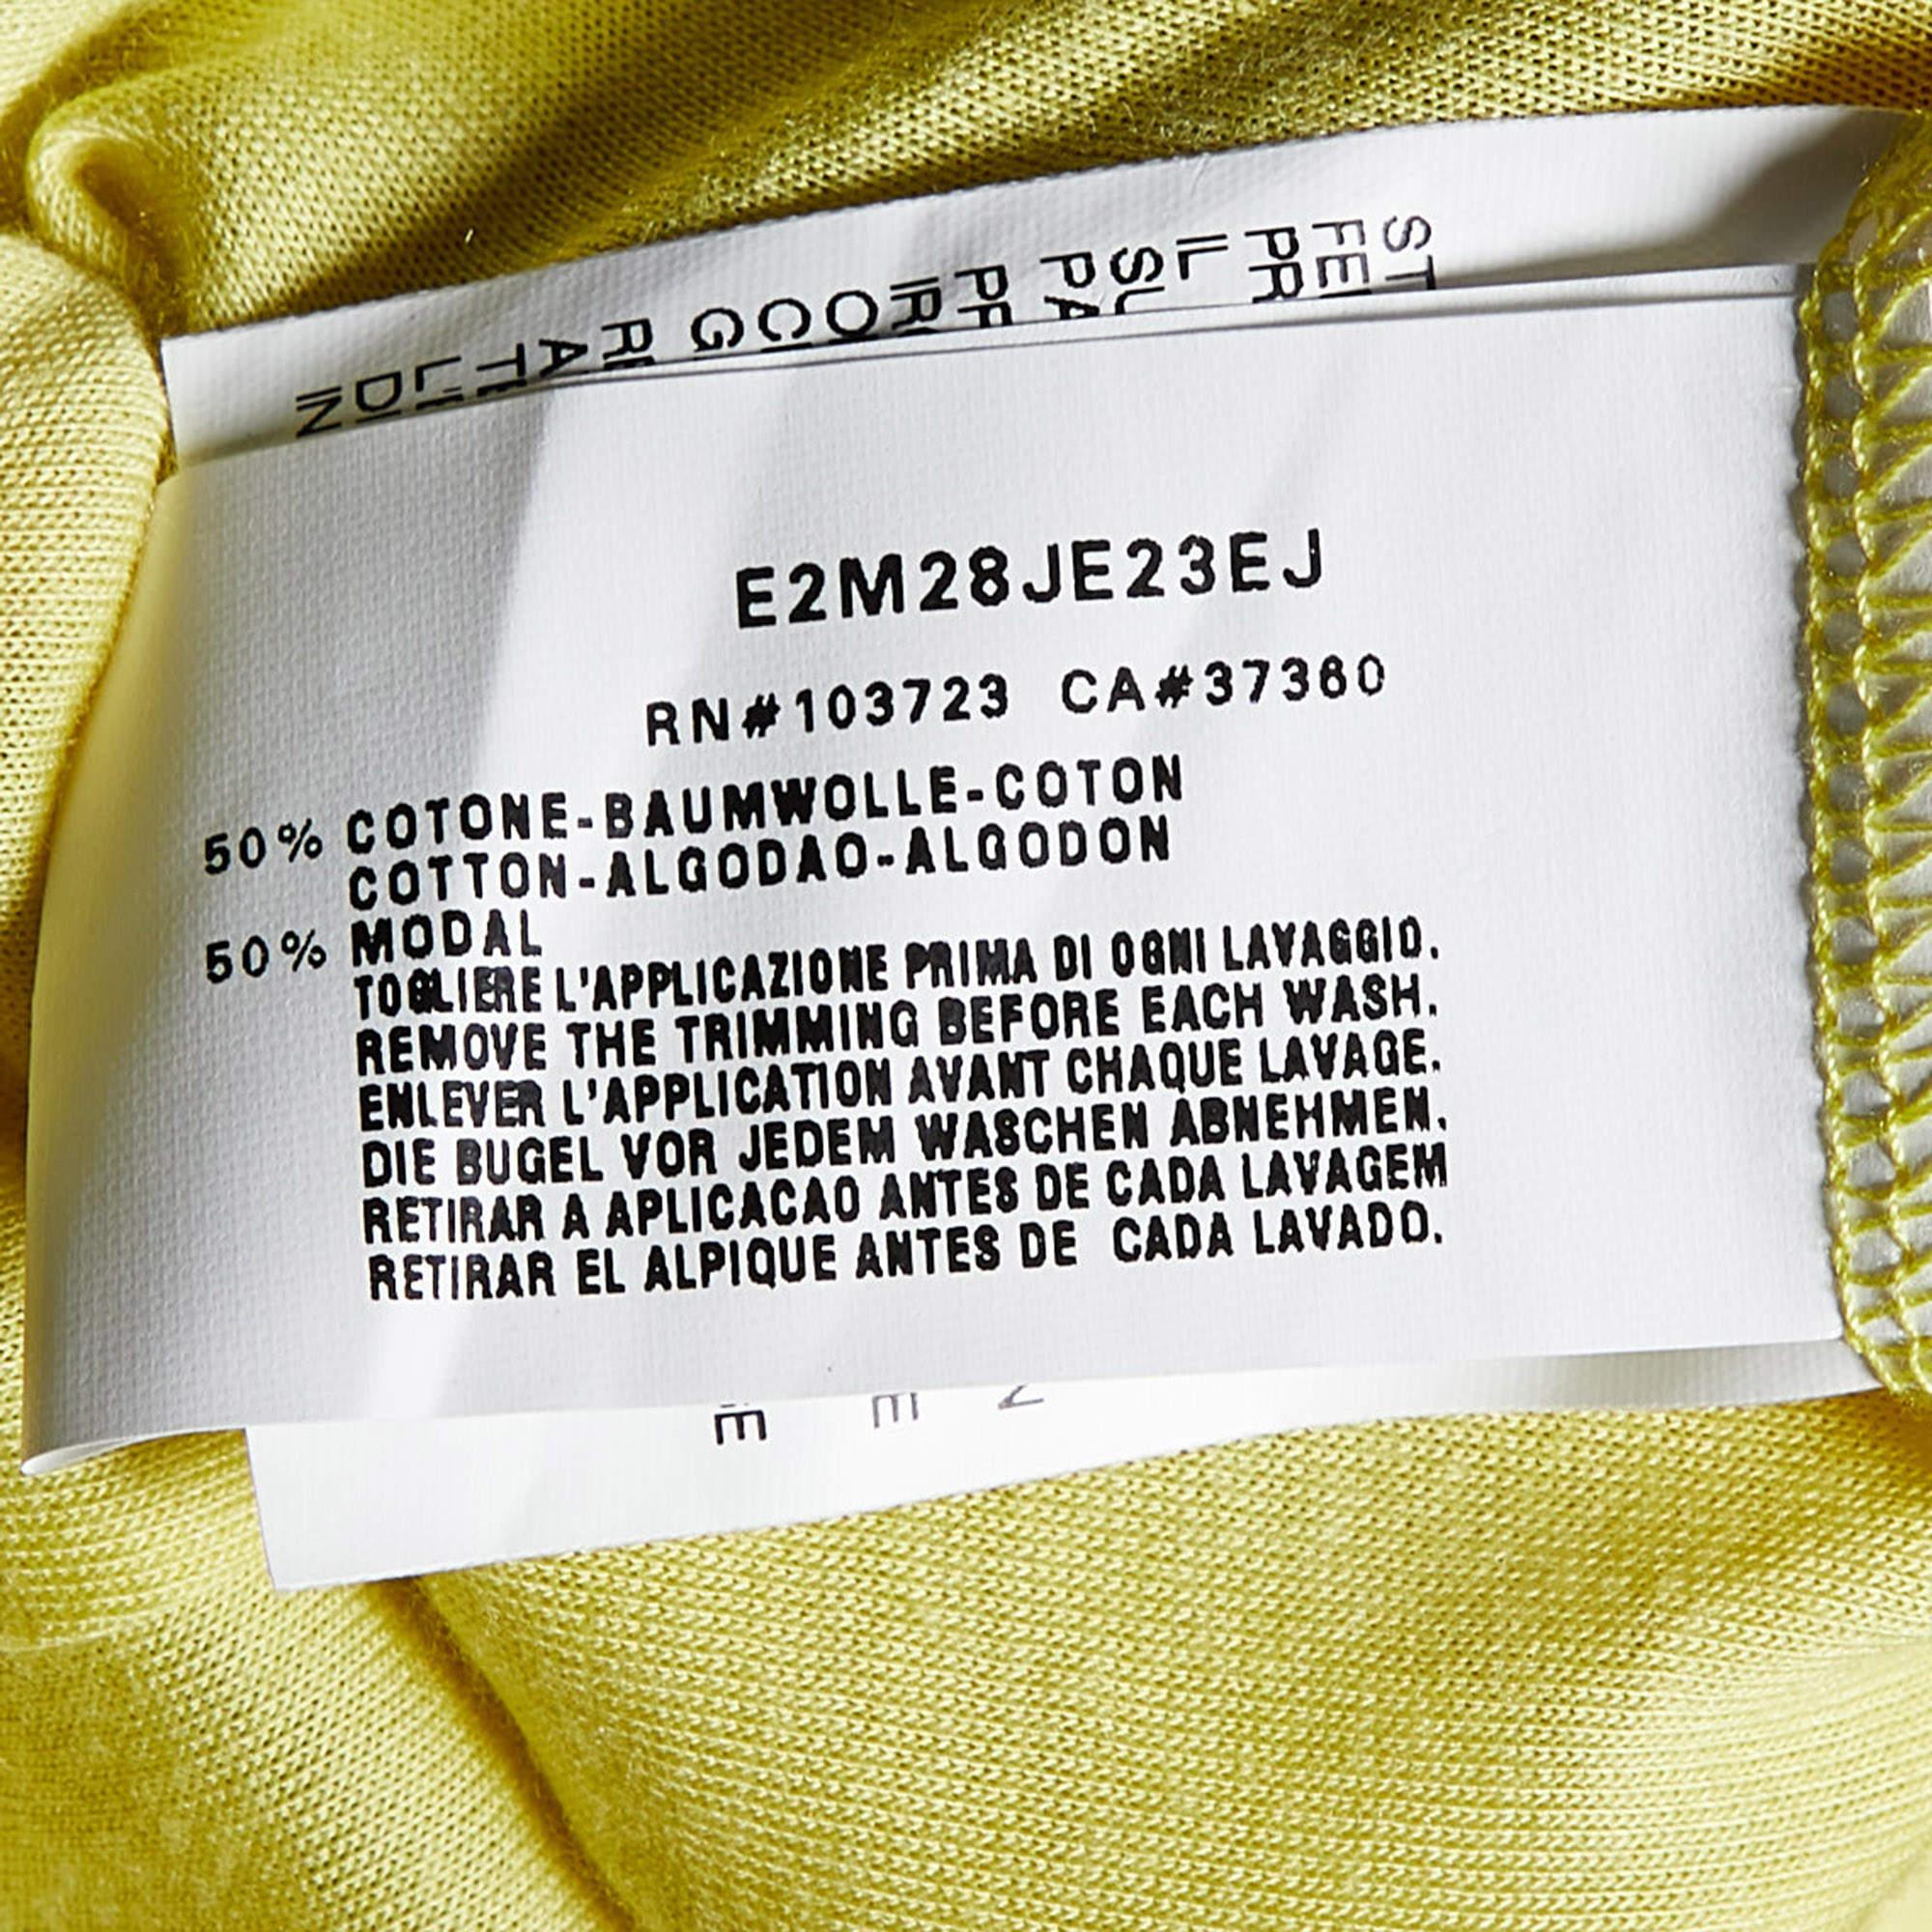 E2M28JE23EJ
RN#103723 CA#37360
50% COTONE-BAUMWOLLE-COTON
COTTON-ALGODAO-ALGODON
50% MODAL
TOGLIERE L'APPLICAZIONE PRIMA DI OGNI LAVAGGIO.
REMOVE THE TRIMMING BEFORE EACH WASH.
ENLEVER L'APPLICATION AVANT CHAQUE LAVAGE.
DIE BUGEL VOR JEDEM WASCHEN ABNEHMEN.
RETIRAR A APLICACAO ANTES DE CADA LAVAGEM
RETIRAR EL ALPIQUE ANTES DE CADA LAVADO.